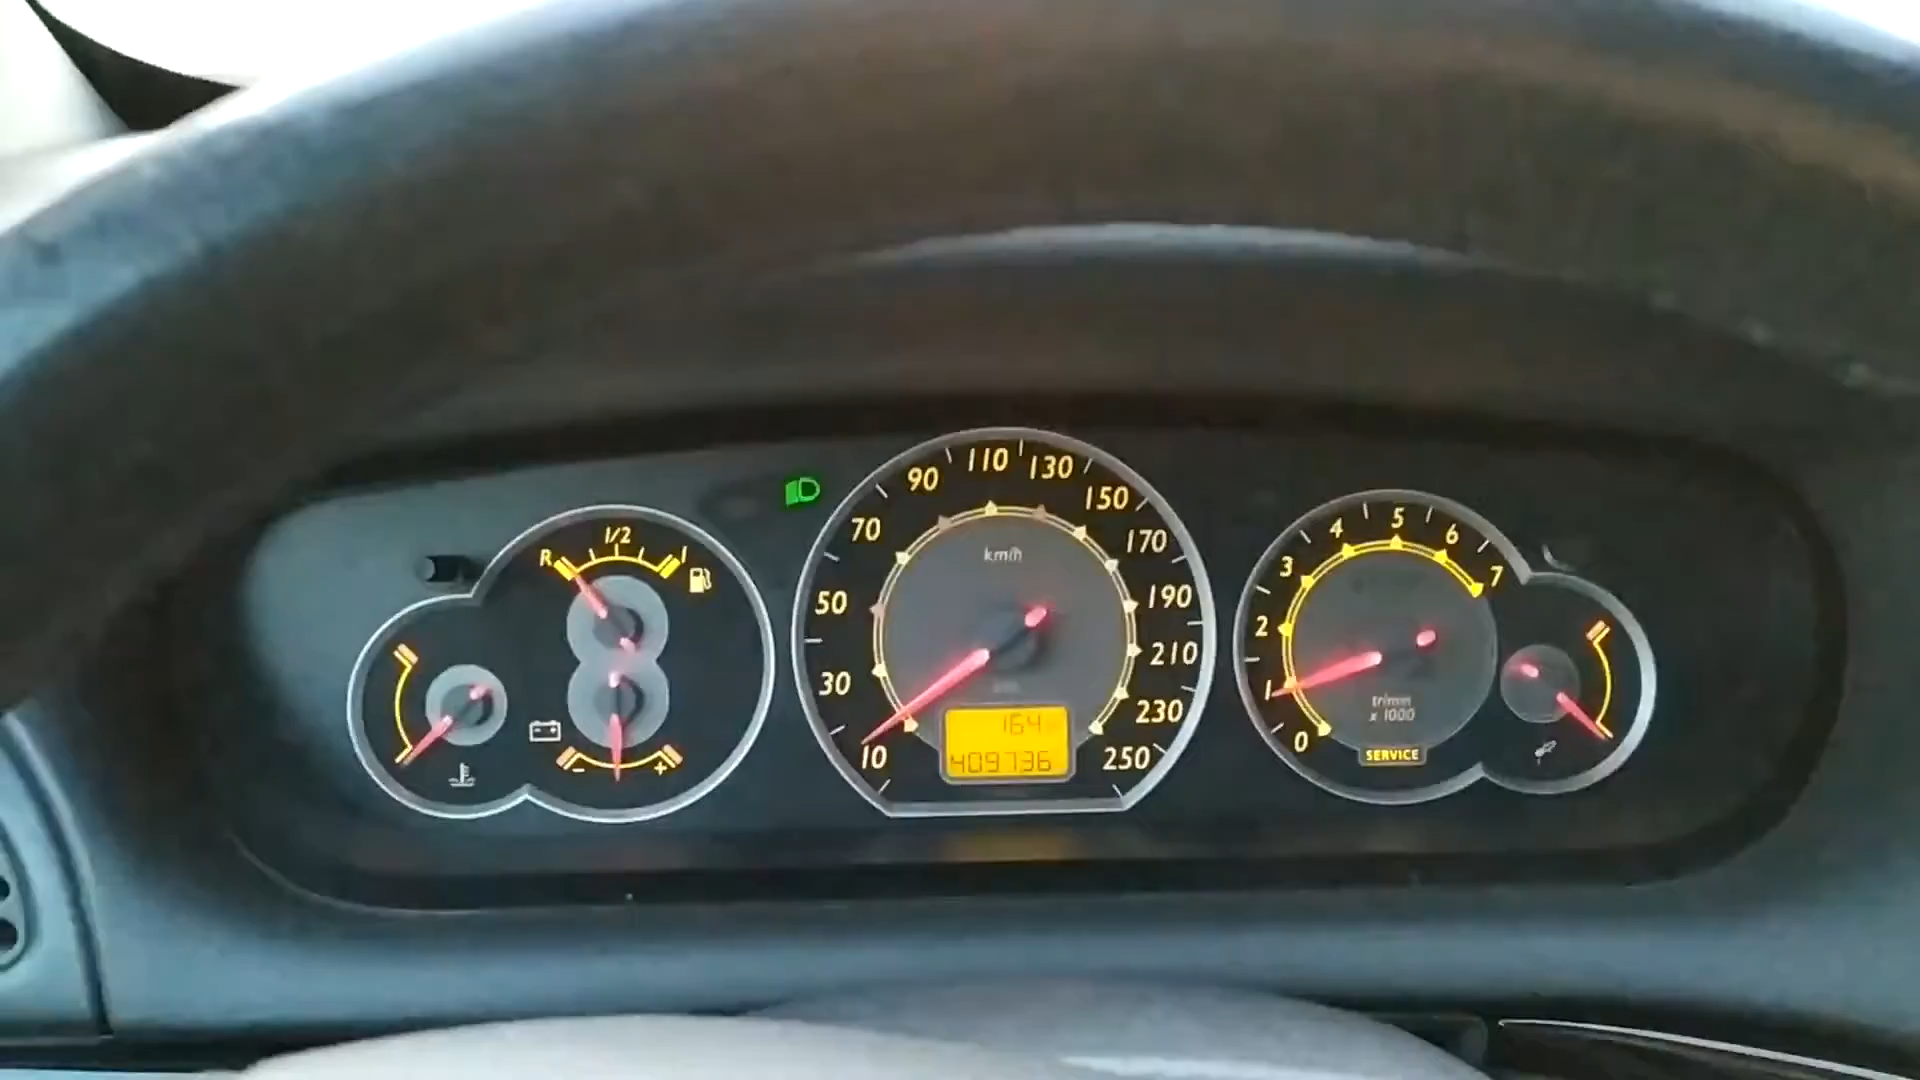 R 1/2 1
- +
10 30 50 70 90 110 130 150 170 190 210 230 250
km/h
164
409736
0 1 2 3 4 5 6 7
tr/min
x 1000
SERVICE